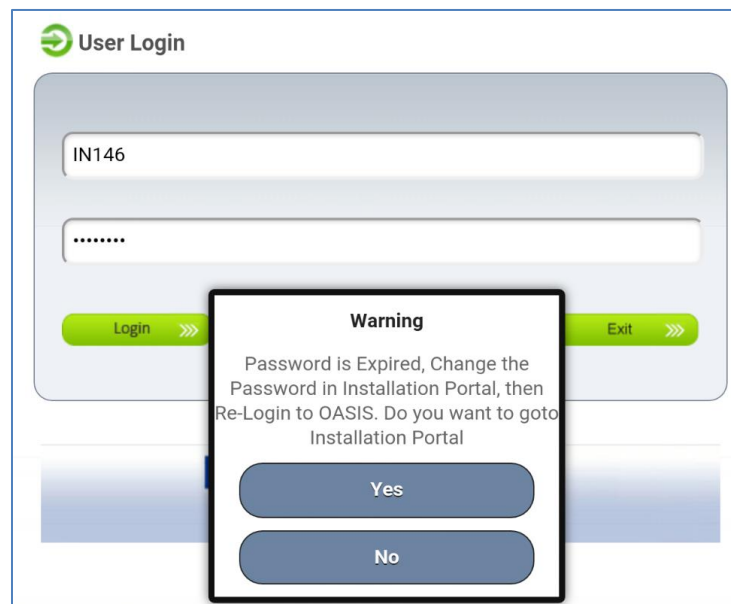 User Login
IN146
••••••••
Login
Exit
Warning
Password is Expired, Change the
Password in Installation Portal, then
Re-Login to OASIS. Do you want to goto
Installation Portal
Yes
No